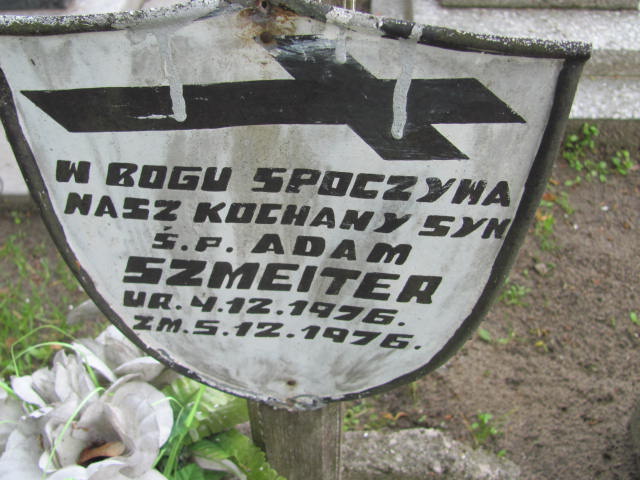 W BOGU SPOCZYWA
NASZ KOCHANY SYN
Ś.P. ADAM
SZMEITER
UR. 4.12.1976.
ZM. 5.12.1976.